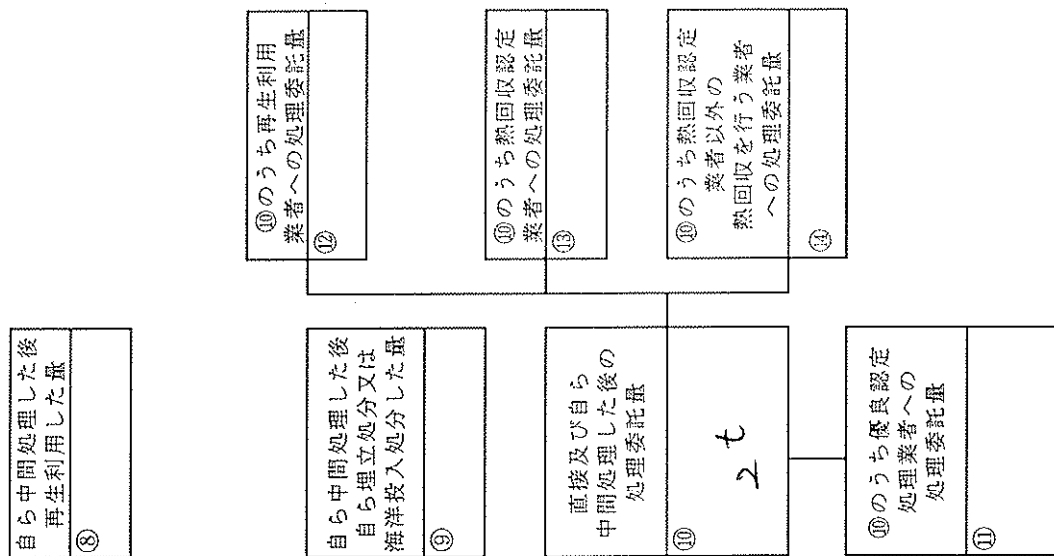 自ら中間処理した後
再生利用した量
⑧
自ら中間処理した後
自ら埋立処分又は
海洋投入処分した量
⑨
直接及び自ら
中間処理した後の
処理委託量
⑩
2 t
⑩のうち優良認定
処理業者への
処理委託量
⑪
⑩のうち再生利用
業者への処理委託量
⑫
⑩のうち熱回収認定
業者への処理委託量
⑬
⑩のうち熱回収認定
業者以外の
熱回収を行う業者
への処理委託量
⑭